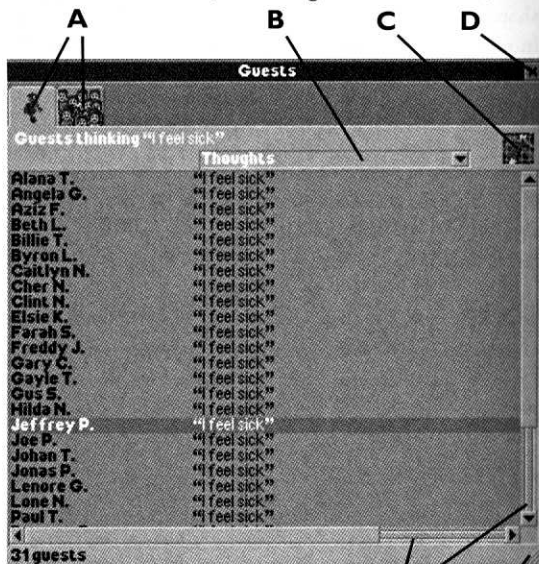 A B C D
Guests
Guests thinking “I feel sick”
Thoughts
Alana T. “I feel sick”
Angela G. “I feel sick”
Aziz F. “I feel sick”
Beth L. “I feel sick”
Billie T. “I feel sick”
Byron L. “I feel sick”
Caitlyn N. “I feel sick”
Cher N. “I feel sick”
Clint N. “I feel sick”
Elsie K. “I feel sick”
Farah S. “I feel sick”
Freddy J. “I feel sick”
Gary C. “I feel sick”
Gayle T. “I feel sick”
Gus S. “I feel sick”
Hilda N. “I feel sick”
Jeffrey P. “I feel sick”
Joe P. “I feel sick”
Johan T. “I feel sick”
Jonas P. “I feel sick”
Lenore G. “I feel sick”
Lone N. “I feel sick”
Paul T. “I feel sick”
31 guests